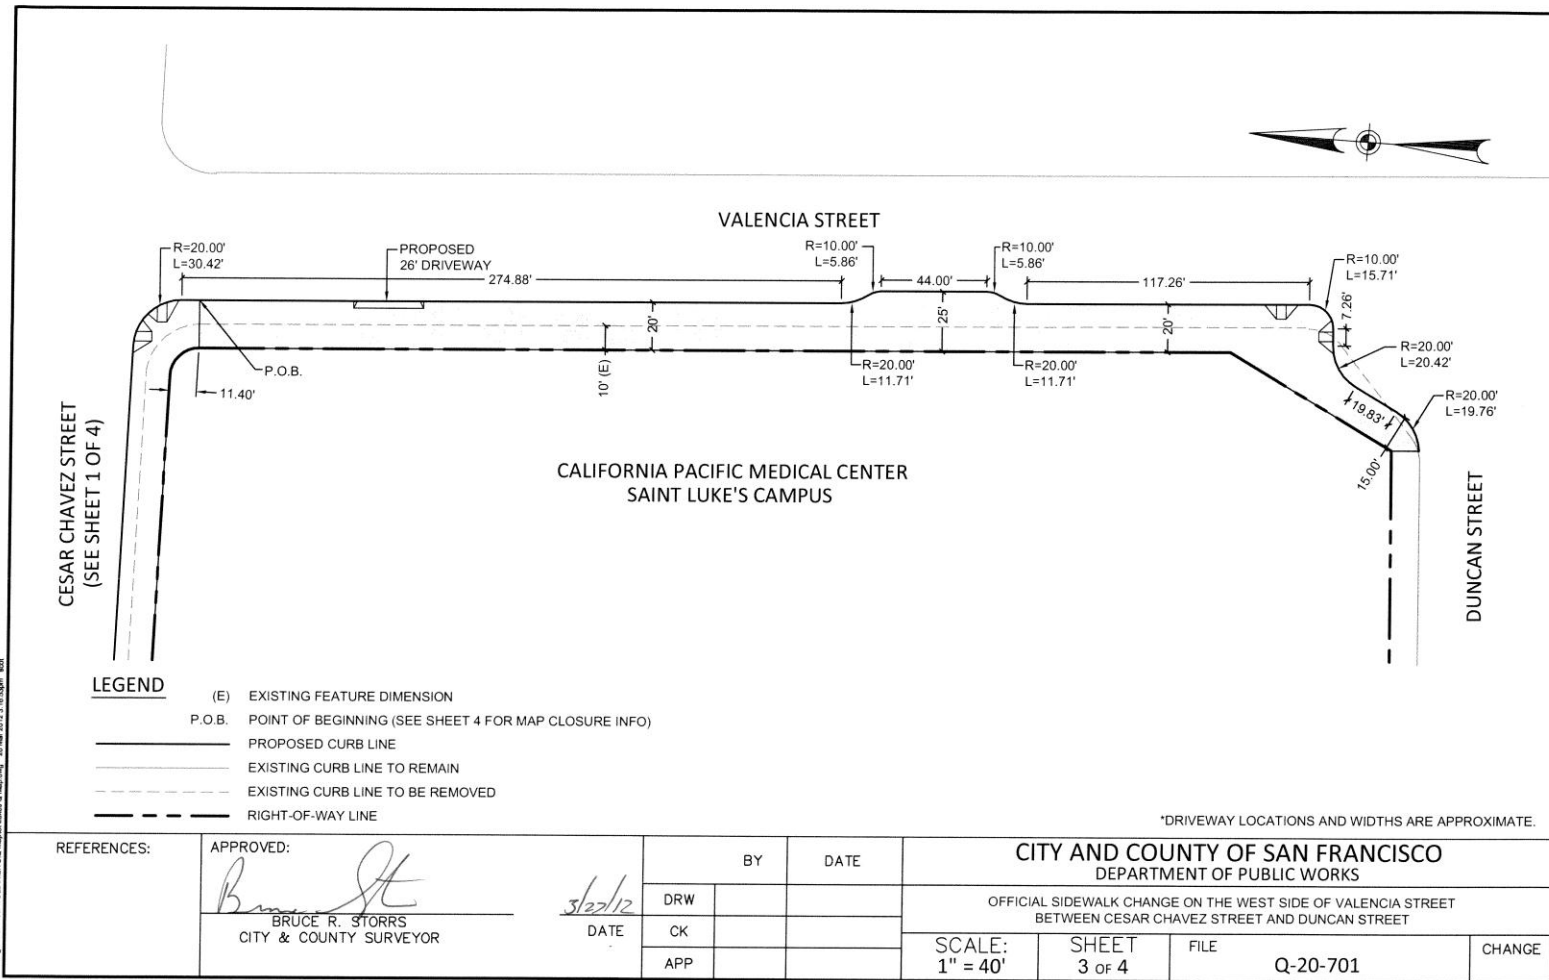 VALENCIA STREET
R=20.00'
L=30.42'
PROPOSED
26' DRIVEWAY
274.88'
R=10.00'
L=5.86'
44.00'
R=10.00'
L=5.86'
117.26'
R=10.00'
L=15.71'
7.26'
20'
25'
20'
10' (E)
P.O.B.
11.40'
R=20.00'
L=11.71'
R=20.00'
L=11.71'
R=20.00'
L=20.42'
R=20.00'
L=19.76'
19.83'
15.00'
CESAR CHAVEZ STREET
(SEE SHEET 1 OF 4)
CALIFORNIA PACIFIC MEDICAL CENTER
SAINT LUKE'S CAMPUS
DUNCAN STREET
LEGEND
(E) EXISTING FEATURE DIMENSION
P.O.B. POINT OF BEGINNING (SEE SHEET 4 FOR MAP CLOSURE INFO)
PROPOSED CURB LINE
EXISTING CURB LINE TO REMAIN
EXISTING CURB LINE TO BE REMOVED
RIGHT-OF-WAY LINE
*DRIVEWAY LOCATIONS AND WIDTHS ARE APPROXIMATE.
REFERENCES:
APPROVED:
3/27/12
BRUCE R. STORRS
CITY & COUNTY SURVEYOR
DATE
BY DATE
DRW
CK
APP
CITY AND COUNTY OF SAN FRANCISCO
DEPARTMENT OF PUBLIC WORKS
OFFICIAL SIDEWALK CHANGE ON THE WEST SIDE OF VALENCIA STREET
BETWEEN CESAR CHAVEZ STREET AND DUNCAN STREET
SCALE:
1" = 40'
SHEET
3 OF 4
FILE
Q-20-701
CHANGE